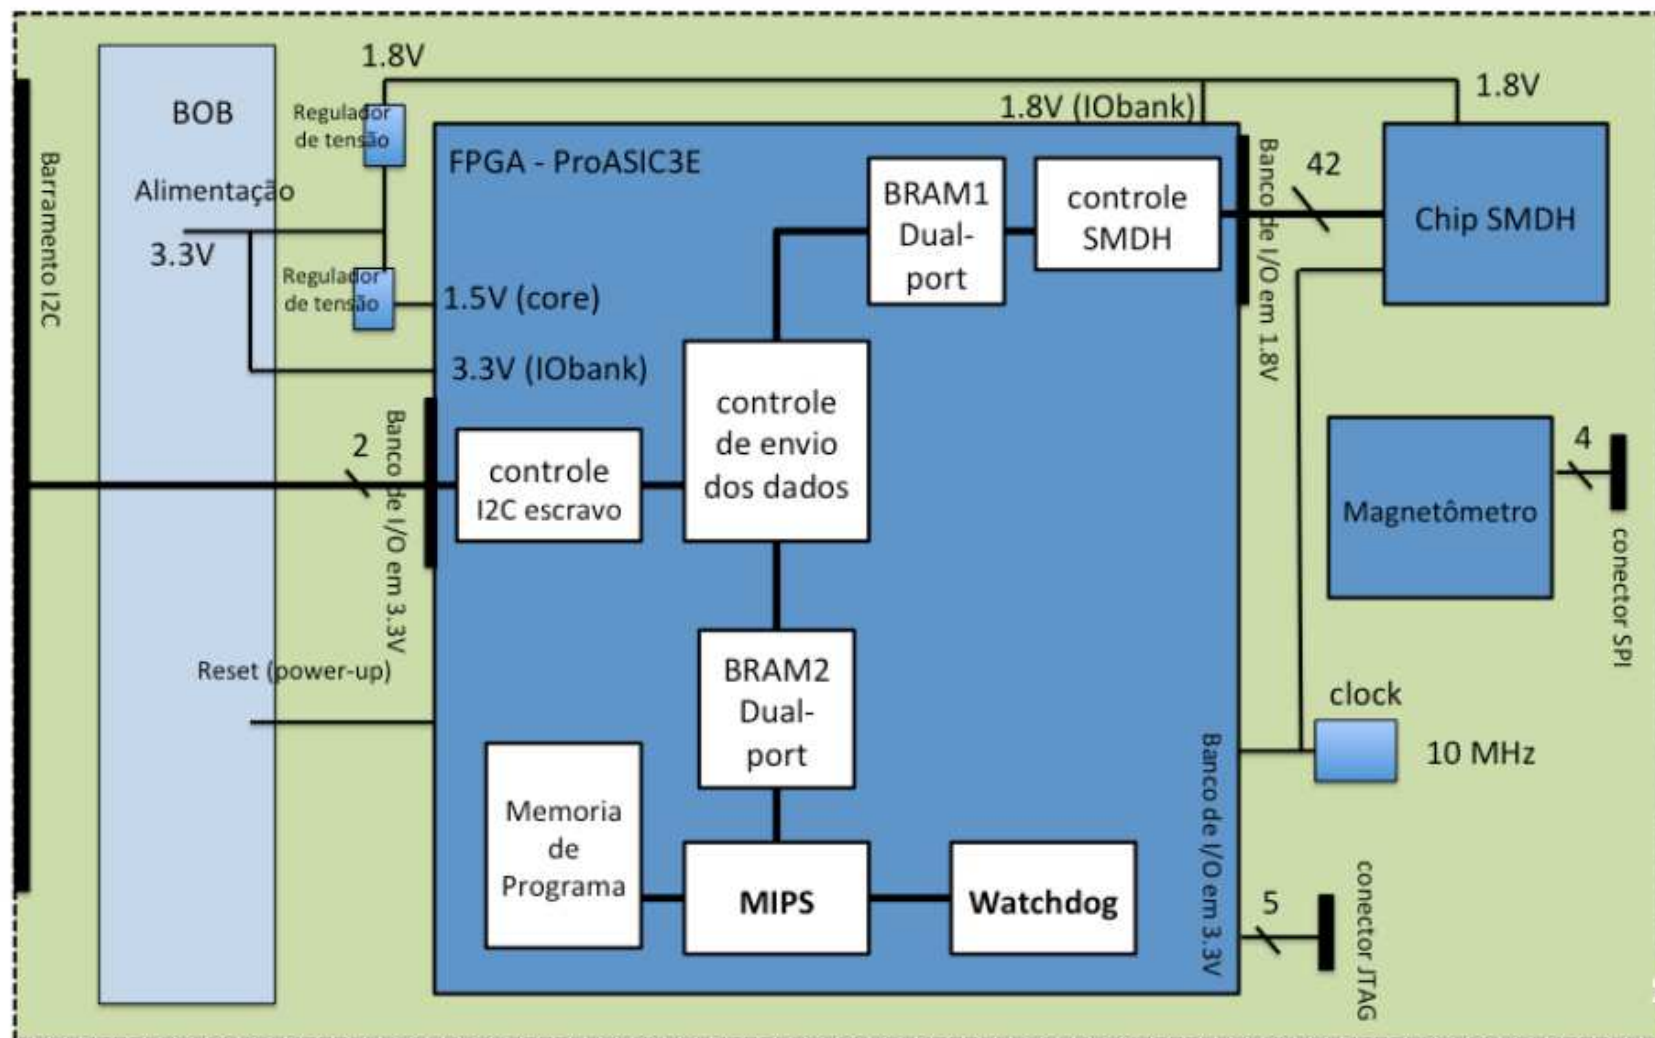 1.8V
1.8V
BOB
Regulador
de tensão
1.8V (IObank)
FPGA - ProASIC3E
Barramento I2C
Alimentação
3.3V
Regulador
de tensão
1.5V (core)
3.3V (IObank)
BRAM1
Dual-
port
controle
SMDH
Banco de I/O em 1.8V
42
Chip SMDH
2
Banco de I/O em 3.3V
controle
I2C escravo
controle
de envio
dos dados
Magnetômetro
4
conector SPI
Reset (power-up)
BRAM2
Dual-
port
clock
10 MHz
Banco de I/O em 3.3V
Memoria
de
Programa
MIPS
Watchdog
5
conector JTAG